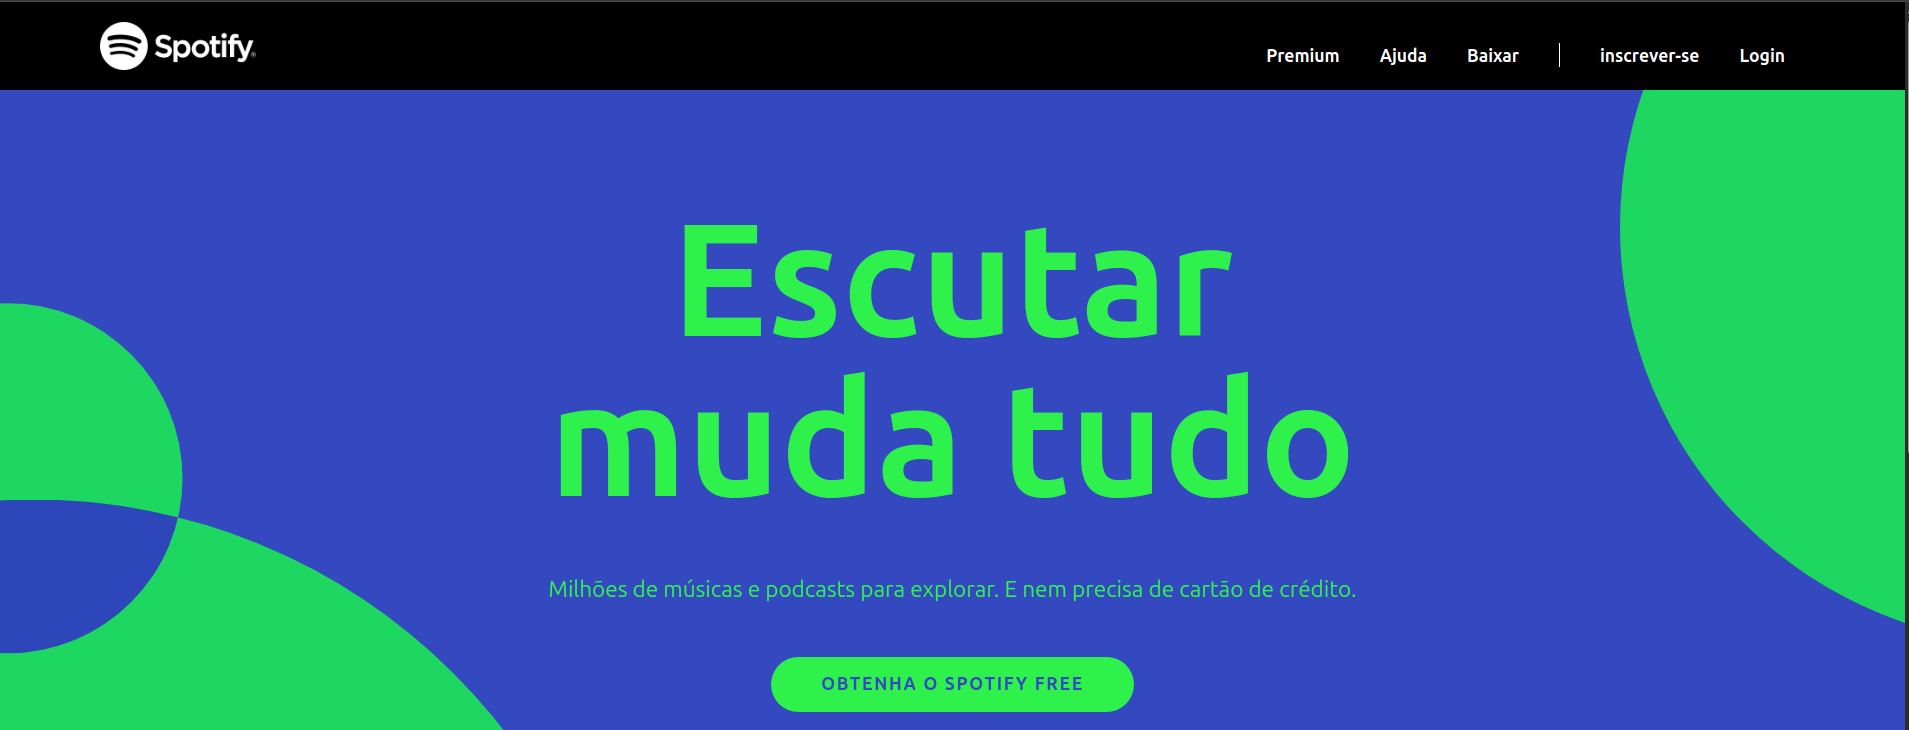 Spotify®
Premium Ajuda Baixar inscrever-se Login
Escutar
muda tudo
Milhões de músicas e podcasts para explorar. E nem precisa de cartão de crédito.
OBTENHA O SPOTIFY FREE